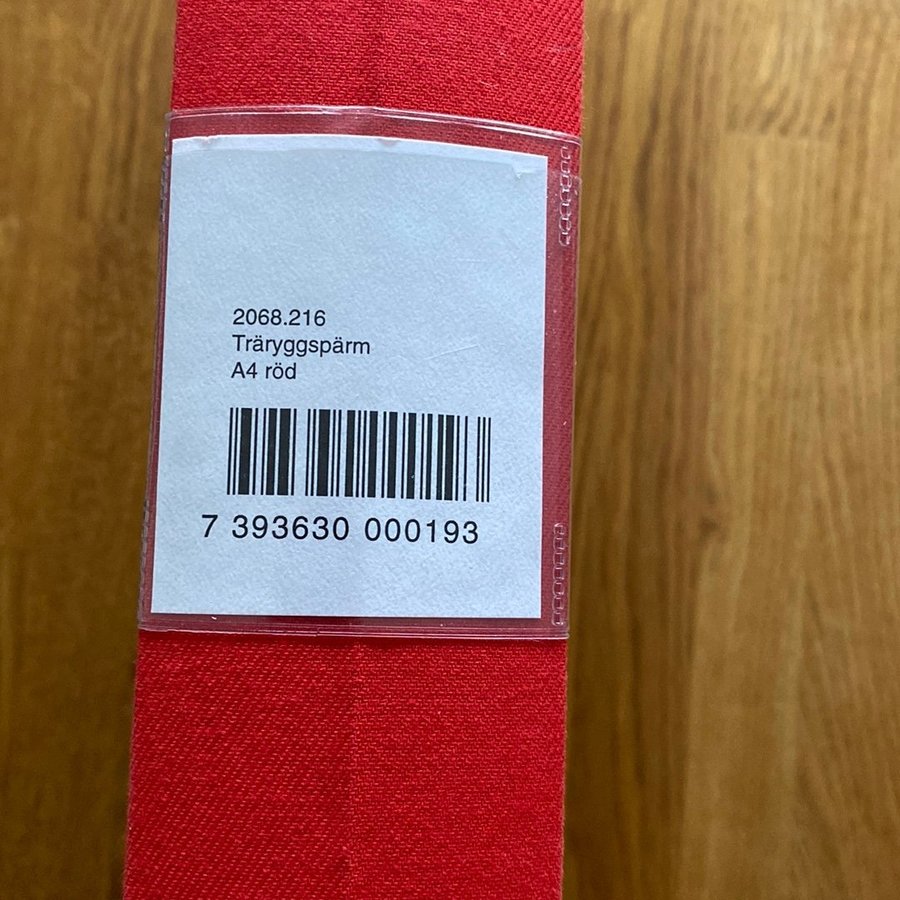 2068.216
Träryggspärm
A4 röd
7 393630 000193